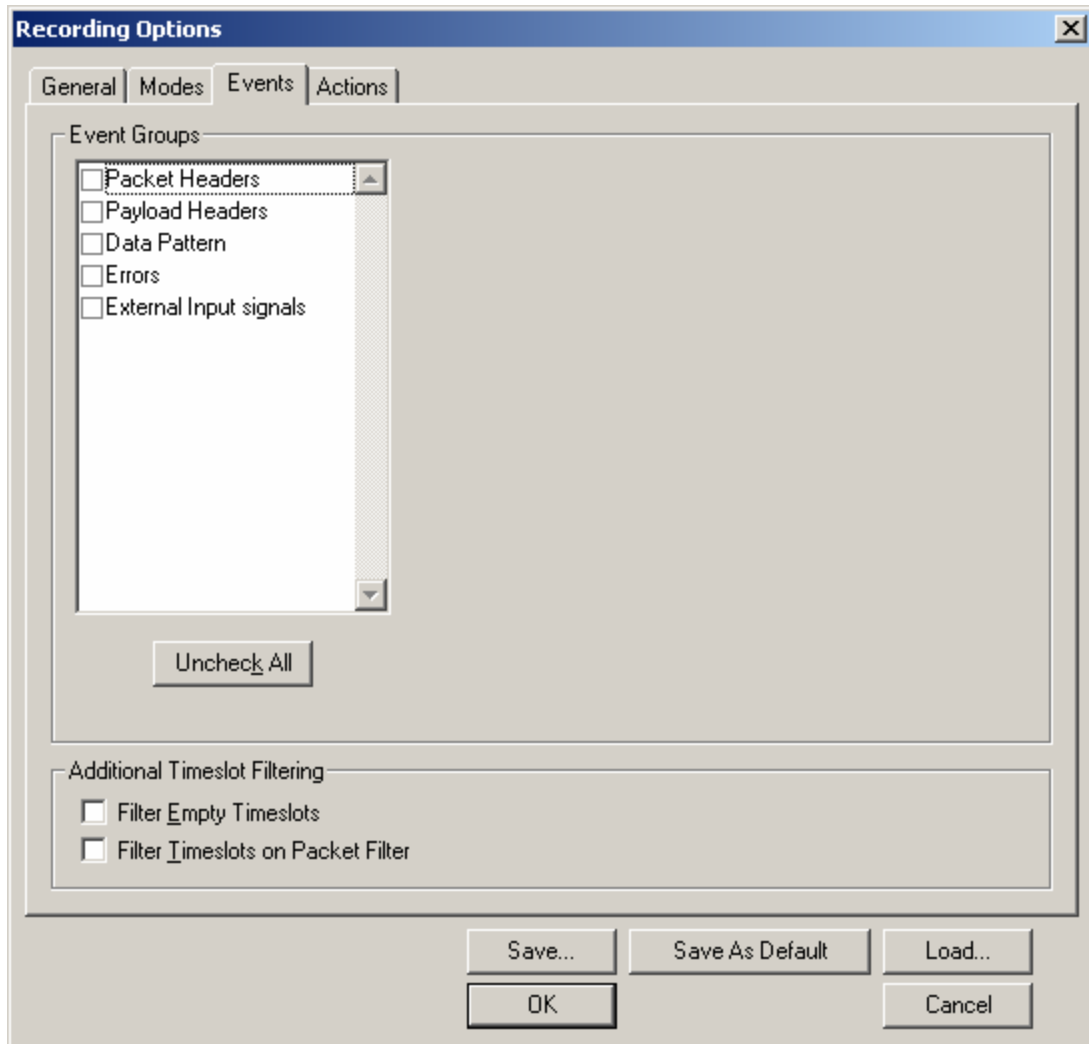 Recording Options
General Modes Events Actions
Event Groups
Packet Headers
Payload Headers
Data Pattern
Errors
External Input signals
Uncheck All
Additional Timeslot Filtering
Filter Empty Timeslots
Filter Timeslots on Packet Filter
Save... Save As Default Load...
OK Cancel